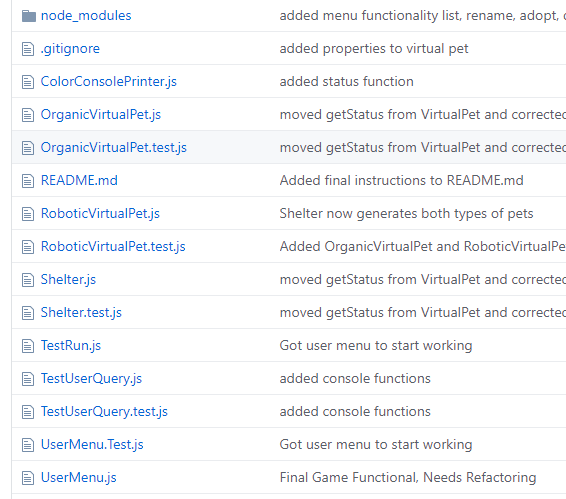 node_modules added menu functionality list, rename, adopt,
.gitignore added properties to virtual pet
ColorConsolePrinter.js added status function
OrganicVirtualPet.js moved getStatus from VirtualPet and corrected
OrganicVirtualPet.test.js moved getStatus from VirtualPet and corrected
README.md Added final instructions to README.md
RoboticVirtualPet.js Shelter now generates both types of pets
RoboticVirtualPet.test.js Added OrganicVirtualPet and RoboticVirtualPe
Shelter.js moved getStatus from VirtualPet and corrected
Shelter.test.js moved getStatus from VirtualPet and corrected
TestRun.js Got user menu to start working
TestUserQuery.js added console functions
TestUserQuery.test.js added console functions
UserMenu.Test.js Got user menu to start working
UserMenu.js Final Game Functional, Needs Refactoring